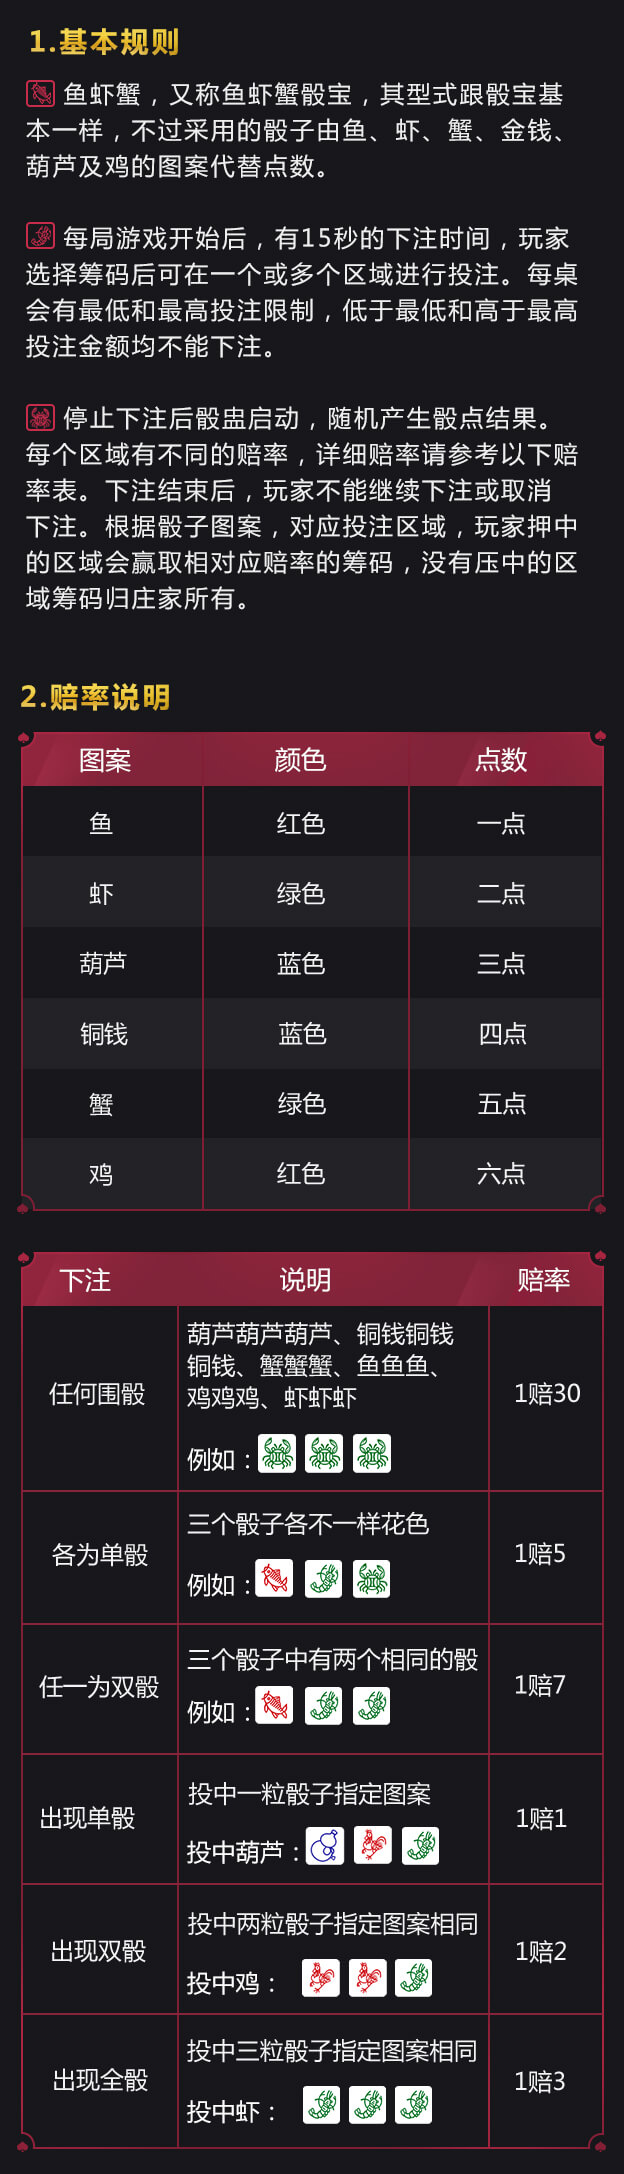 1.基本规则
鱼虾蟹，又称鱼虾蟹骰宝，其型式跟骰宝基
本一样，不过采用的骰子由鱼、虾、蟹、金钱、
葫芦及鸡的图案代替点数。
每局游戏开始后，有15秒的下注时间，玩家
选择筹码后可在一个或多个区域进行投注。每桌
会有最低和最高投注限制，低于最低和高于最高
投注金额均不能下注。
停止下注后骰盅启动，随机产生骰点结果。
每个区域有不同的赔率，详细赔率请参考以下赔
率表。下注结束后，玩家不能继续下注或取消
下注。根据骰子图案，对应投注区域，玩家押中
的区域会赢取相对应赔率的筹码，没有压中的区
域筹码归庄家所有。
2.赔率说明
图案 颜色 点数
鱼 红色 一点
虾 绿色 二点
葫芦 蓝色 三点
铜钱 蓝色 四点
蟹 绿色 五点
鸡 红色 六点
下注 说明 赔率
葫芦葫芦葫芦、铜钱铜钱
铜钱、蟹蟹蟹、鱼鱼鱼、
任何围骰 鸡鸡鸡、虾虾虾 1赔30
例如：
三个骰子各不一样花色
各为单骰 1赔5
例如：
三个骰子中有两个相同的骰
任一为双骰 1赔7
例如：
投中一粒骰子指定图案
出现单骰 1赔1
投中葫芦：
投中两粒骰子指定图案相同
出现双骰 1赔2
投中鸡：
投中三粒骰子指定图案相同
出现全骰 1赔3
投中虾：